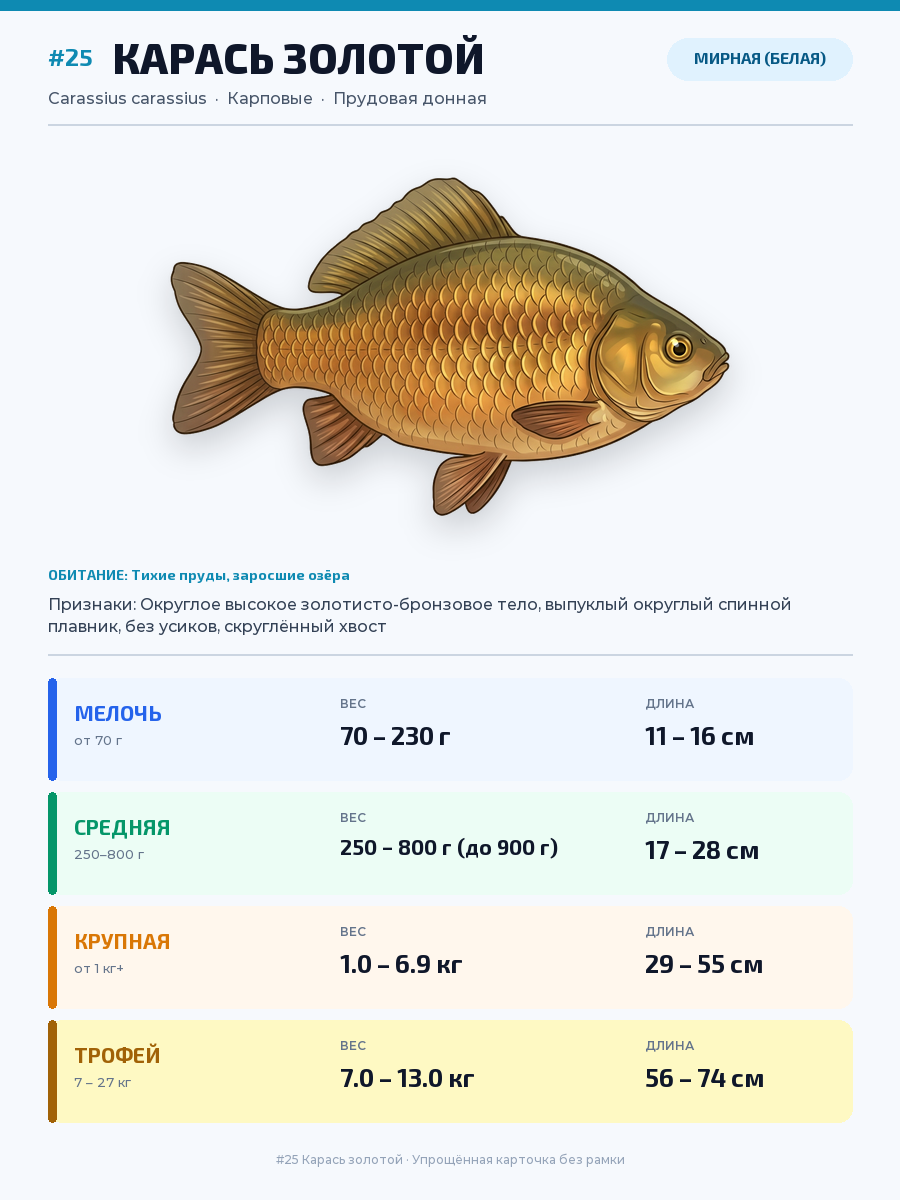 #25 КАРАСЬ ЗОЛОТОЙ
МИРНАЯ (БЕЛАЯ)
Carassius carassius · Карповые · Прудовая донная
ОБИТАНИЕ: Тихие пруды, заросшие озёра
Признаки: Округлое высокое золотисто-бронзовое тело, выпуклый округлый спинной
плавник, без усиков, скруглённый хвост
МЕЛОЧЬ
от 70 г
ВЕС
70 – 230 г
ДЛИНА
11 – 16 см
СРЕДНЯЯ
250–800 г
ВЕС
250 – 800 г (до 900 г)
ДЛИНА
17 – 28 см
КРУПНАЯ
от 1 кг+
ВЕС
1.0 – 6.9 кг
ДЛИНА
29 – 55 см
ТРОФЕЙ
7 – 27 кг
ВЕС
7.0 – 13.0 кг
ДЛИНА
56 – 74 см
#25 Карась золотой · Упрощённая карточка без рамки